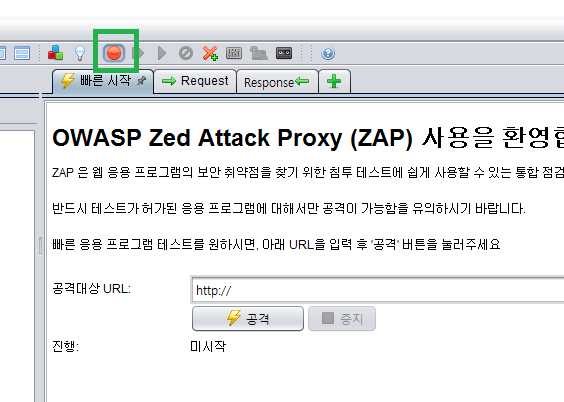 빠른 시작 Request Response
OWASP Zed Attack Proxy (ZAP) 사용을 환영합
ZAP 은 웹 응용 프로그램의 보안 취약점을 찾기 위한 침투 테스트에 쉽게 사용할 수 있는 통합 점검
반드시 테스트가 허가된 응용 프로그램에 대해서만 공격이 가능함을 유의하시기 바랍니다.
빠른 응용 프로그램 테스트를 원하시면, 아래 URL을 입력 후 '공격' 버튼을 눌러주세요
공격대상 URL: http://
공격 중지
진행: 미시작